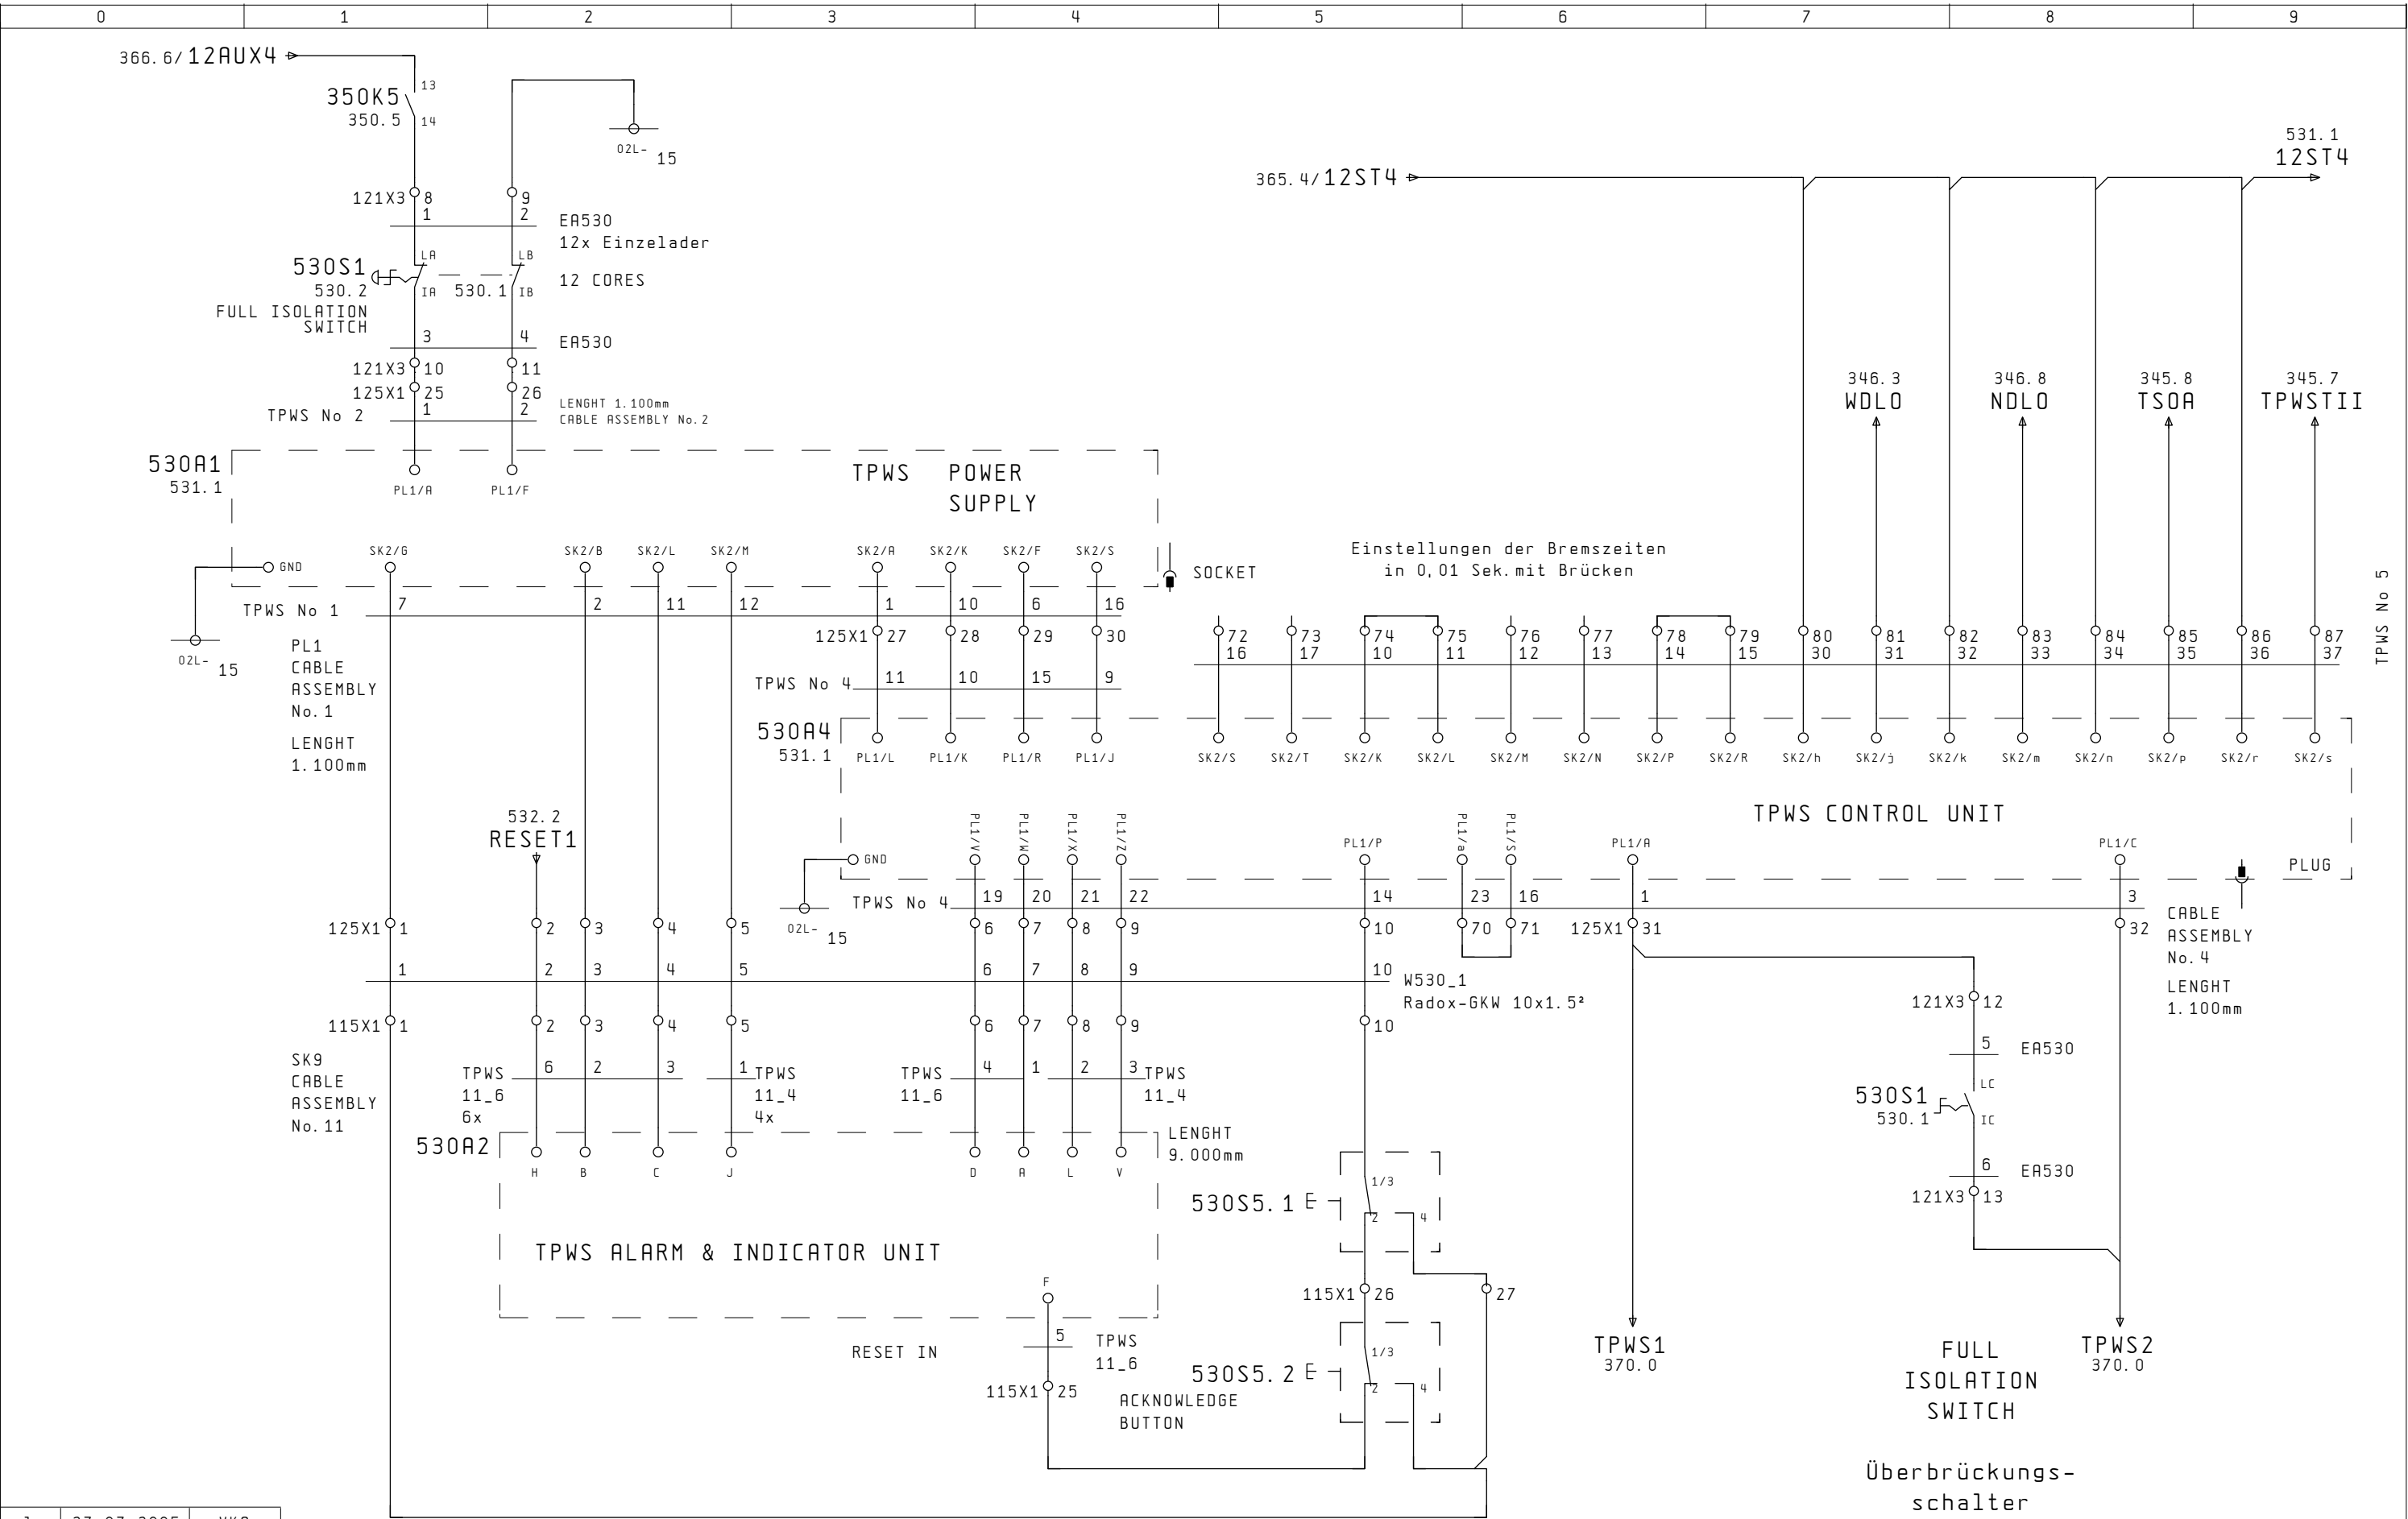 0 1 2 3 4 5 6 7 8 9
366.6/12AUX4
13
350K5
350.5 14
02L- 15
531.1
12ST4
365.4/12ST4
121X3 8 9
1 2 EA530
12x Einzelader
LA LB
530S1
530.2 IA 530.1 IB 12 CORES
FULL ISOLATION
SWITCH
3 4 EA530
121X3 10 11
125X1 25 26
TPWS No 2 1 2 LENGHT 1.100mm
CABLE ASSEMBLY No.2
346.3 346.8 345.8 345.7
WDLO NDLO TSOA TPWSTII
530A1
531.1
PL1/A PL1/F
TPWS POWER
SUPPLY
GND SK2/G SK2/B SK2/L SK2/M SK2/A SK2/K SK2/F SK2/S
SOCKET
Einstellungen der Bremszeiten
in 0,01 Sek.mit Brücken
TPWS No 5
TPWS No 1 7 2 11 12 1 10 6 16
02L- 15
PL1
CABLE
ASSEMBLY
No.1
LENGHT
1.100mm
125X1 27 28 29 30
72 73 74 75 76 77 78 79 80 81 82 83 84 85 86 87
16 17 10 11 12 13 14 15 30 31 32 33 34 35 36 37
TPWS No 4 11 10 15 9
530A4
531.1 PL1/L PL1/K PL1/R PL1/J SK2/S SK2/T SK2/K SK2/L SK2/M SK2/N SK2/P SK2/R SK2/h SK2/j SK2/k SK2/m SK2/n SK2/p SK2/r SK2/s
TPWS CONTROL UNIT
532.2
RESET1
GND PL1/V PL1/W PL1/X PL1/Z PL1/P PL1/a PL1/S PL1/A PL1/C
PLUG
02L- 15
TPWS No 4 19 20 21 22 14 23 16 1 3
CABLE
ASSEMBLY
No.4
LENGHT
1.100mm
125X1 1 2 3 4 5 6 7 8 9 10 70 71 125X1 31 32
1 2 3 4 5 6 7 8 9 10 W530_1
Radox-GKW 10x1.5²
115X1 1 2 3 4 5 6 7 8 9 10
121X3 12
5 EA530
LC
530S1
530.1 IC
6 EA530
121X3 13
SK9
CABLE
ASSEMBLY
No.11
TPWS 6 2 3 1 TPWS
11_6 11_4
6x 4x
TPWS 4 1 2 3 TPWS
11_6 11_4
530A2
H B C J D A L V
LENGHT
9.000mm
TPWS ALARM & INDICATOR UNIT
530S5.1 1/3
2 4
115X1 26 27
530S5.2 1/3
2 4
F
RESET IN 5 TPWS
11_6
115X1 25
ACKNOWLEDGE
BUTTON
TPWS1
370.0
TPWS2
370.0
FULL
ISOLATION
SWITCH
Überbrückungs-
schalter